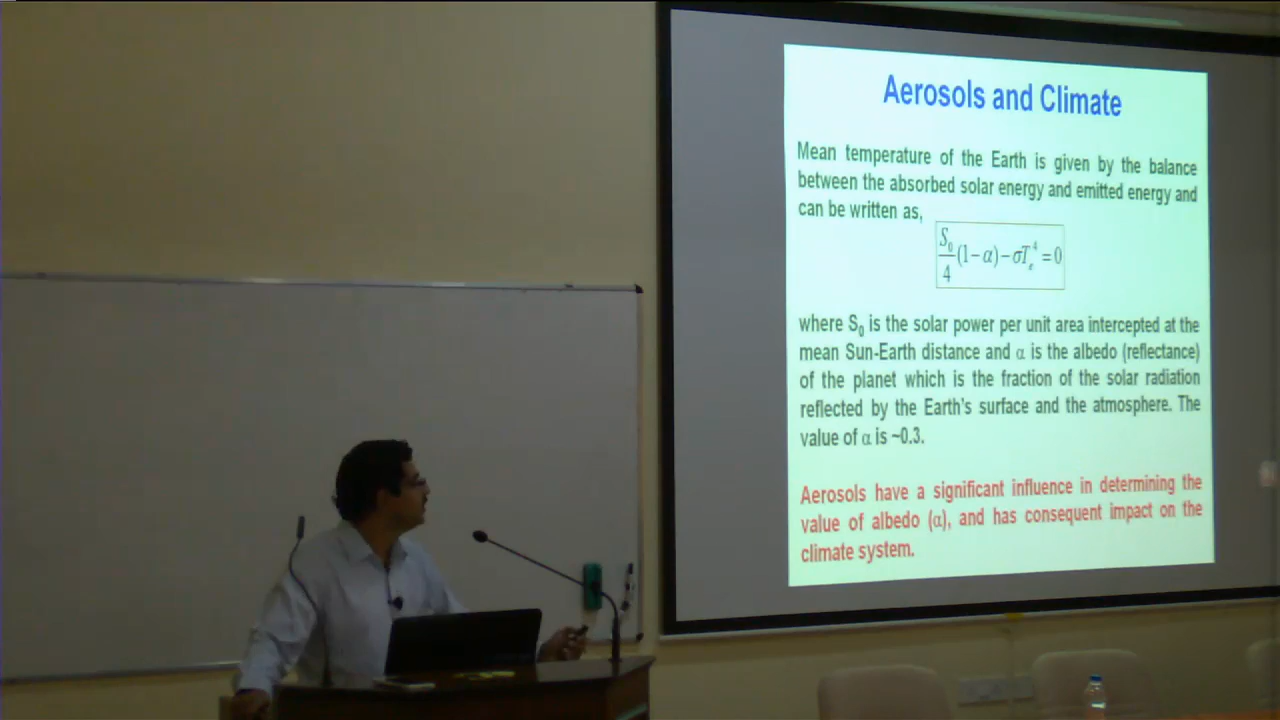 Aerosols and Climate
Mean temperature of the Earth is given by the balance
between the absorbed solar energy and emitted energy and
can be written as,
S₀/4 (1−α)−σTₑ⁴=0
where S₀ is the solar power per unit area intercepted at the
mean Sun-Earth distance and α is the albedo (reflectance)
of the planet which is the fraction of the solar radiation
reflected by the Earth's surface and the atmosphere. The
value of α is ~0.3.
Aerosols have a significant influence in determining the
value of albedo (α), and has consequent impact on the
climate system.